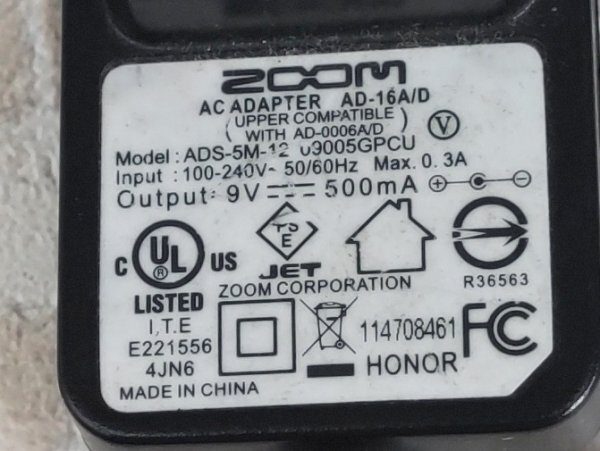 ZOOM
AC ADAPTER AD-16A/D
(UPPER COMPATIBLE
WITH AD-0006A/D)
V
Model : ADS-5M-12 09005GPCU
Input : 100-240V~ 50/60Hz Max. 0.3A
Output: 9V 500mA
C UL ® US
LISTED
I.T.E
E221556
4JN6
PSE
JET
R36563
ZOOM CORPORATION
114708461
FC
HONOR
MADE IN CHINA